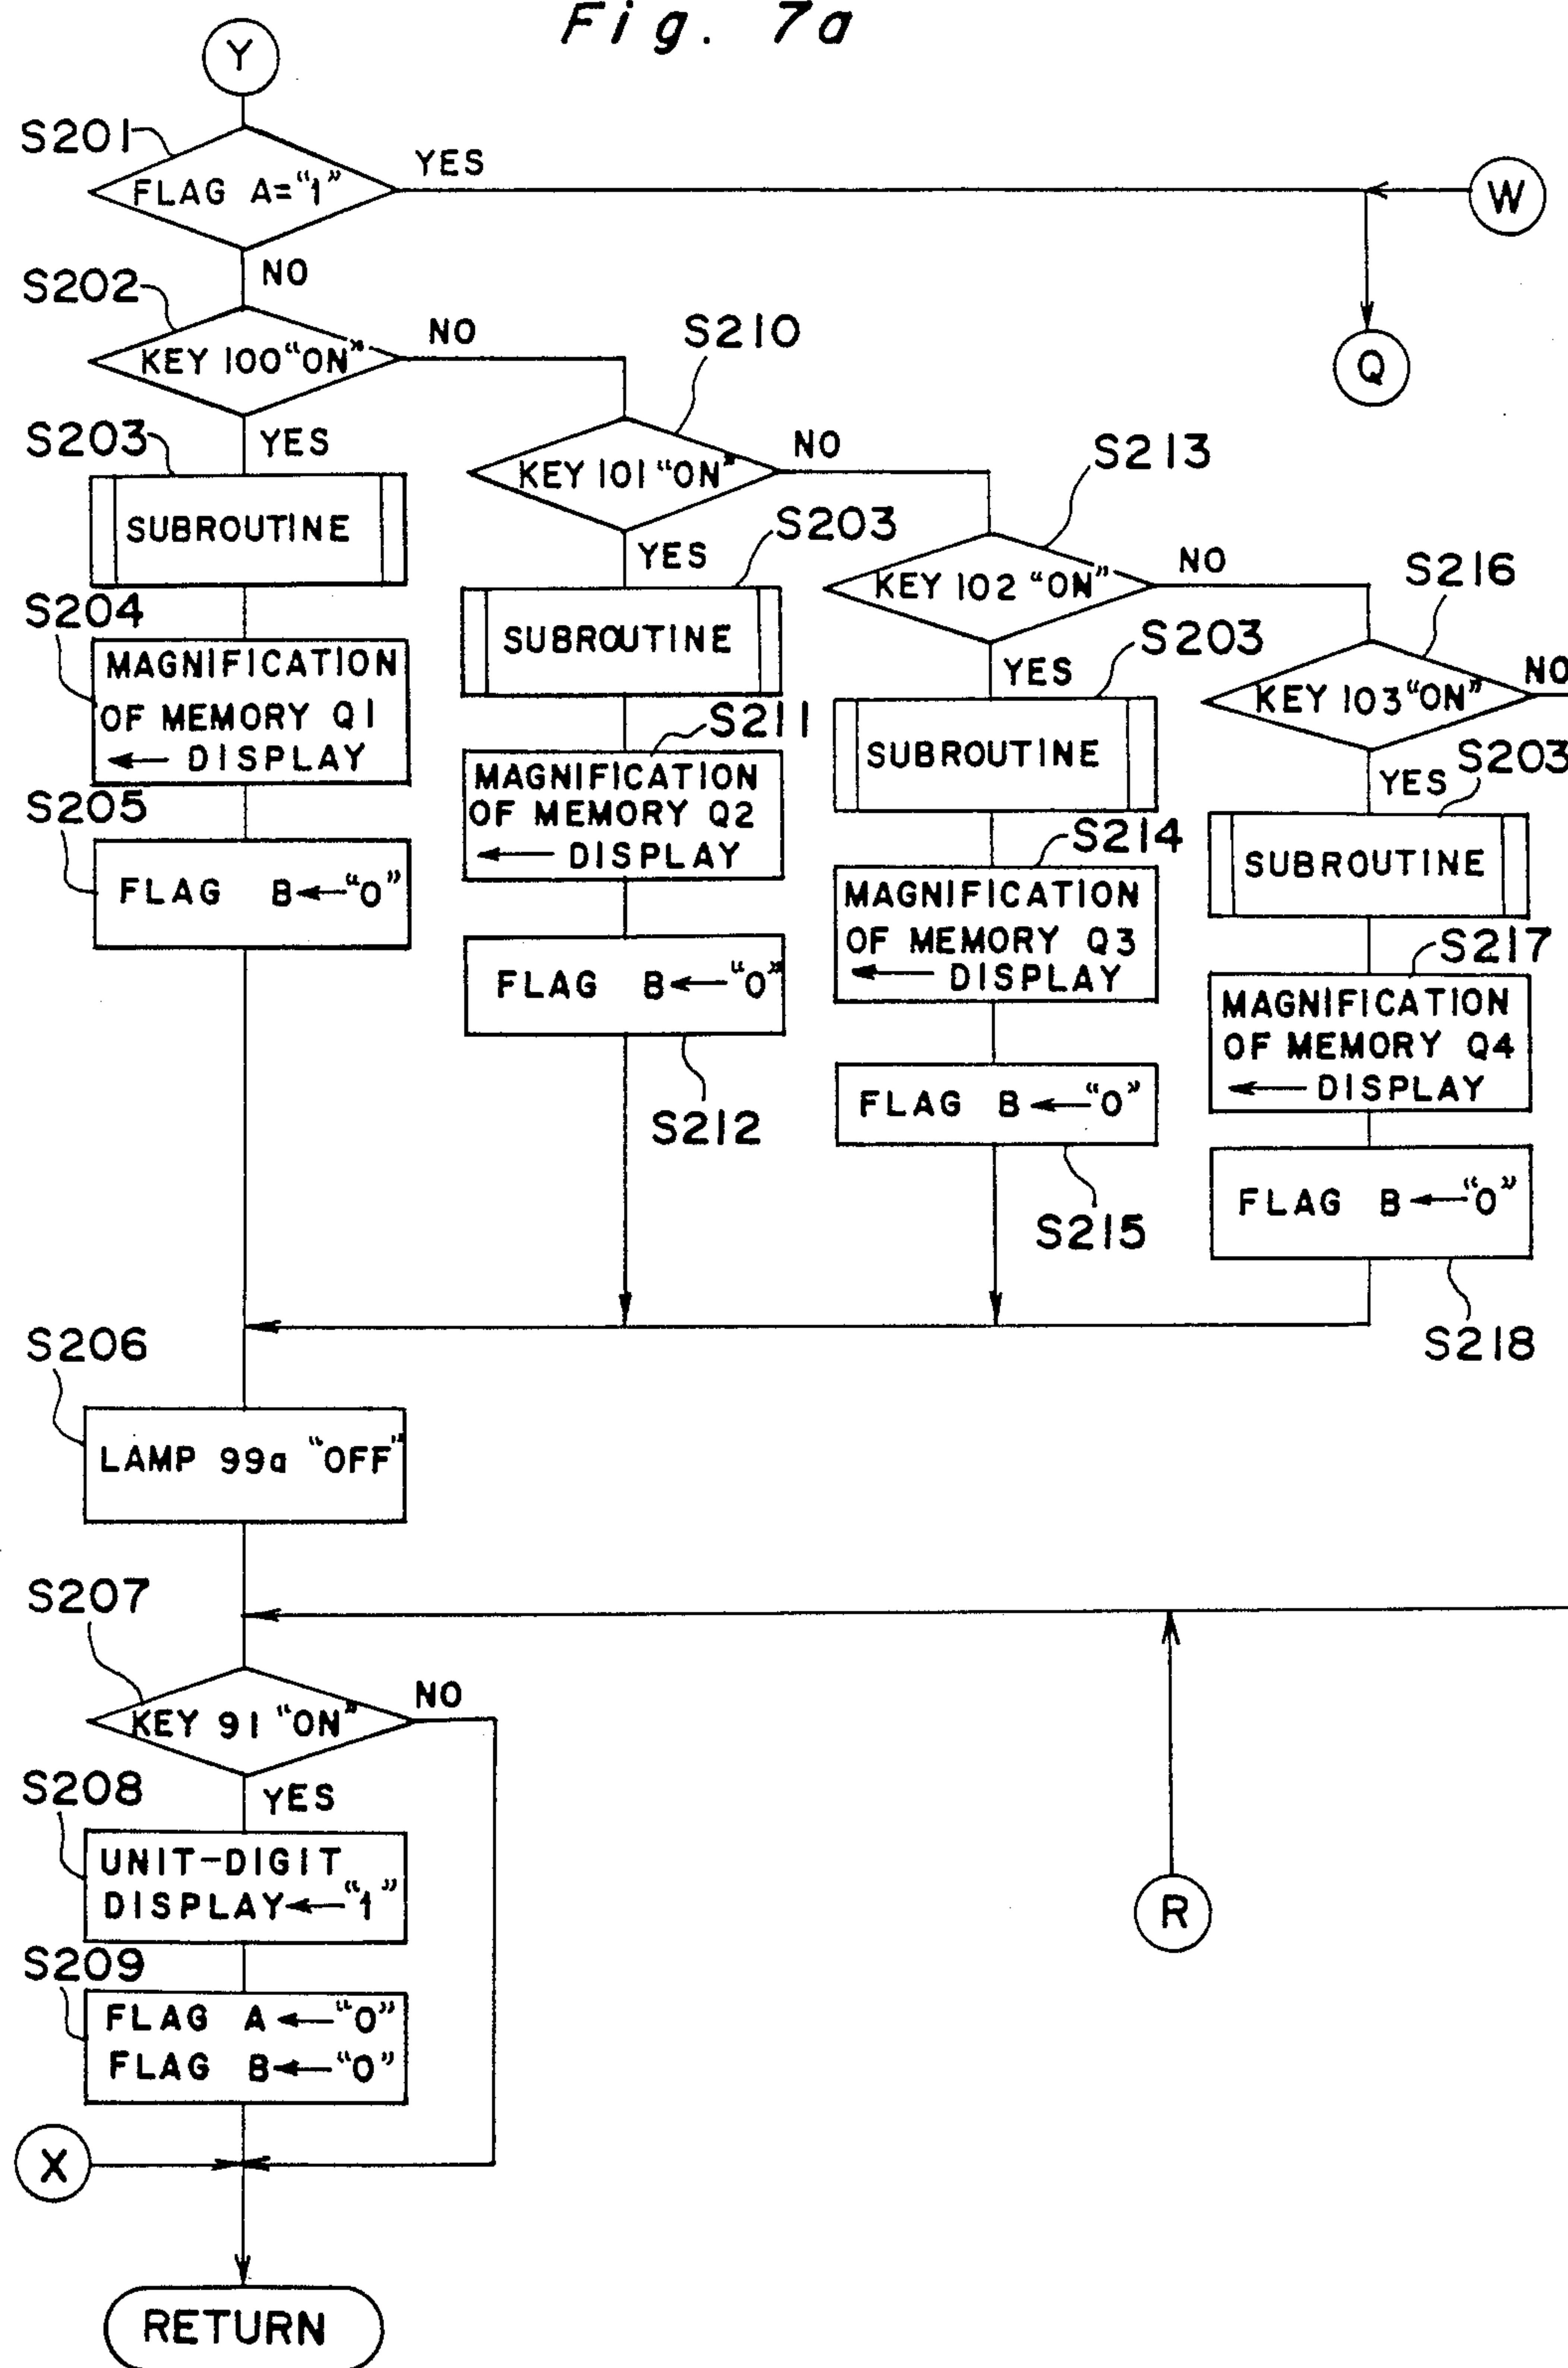 Fig. 7a
Y
S201
FLAG A="1"
YES
W
NO
Q
S202
KEY 100 "ON"
NO
YES
S203
SUBROUTINE
S204
MAGNIFICATION
OF MEMORY Q1
← DISPLAY
S205
FLAG B←"0"
S210
KEY 101 "ON"
NO
YES
S203
SUBROUTINE
S211
MAGNIFICATION
OF MEMORY Q2
← DISPLAY
FLAG B←"0"
S212
S213
KEY 102 "ON"
NO
YES
S203
SUBROUTINE
S214
MAGNIFICATION
OF MEMORY Q3
← DISPLAY
FLAG B←"0"
S215
S216
KEY 103 "ON"
NO
YES
S203
SUBROUTINE
S217
MAGNIFICATION
OF MEMORY Q4
← DISPLAY
FLAG B←"0"
S218
S206
LAMP 99a "OFF"
S207
KEY 91 "ON"
NO
YES
S208
UNIT-DIGIT
DISPLAY←"1"
S209
FLAG A←"0"
FLAG B←"0"
R
X
RETURN